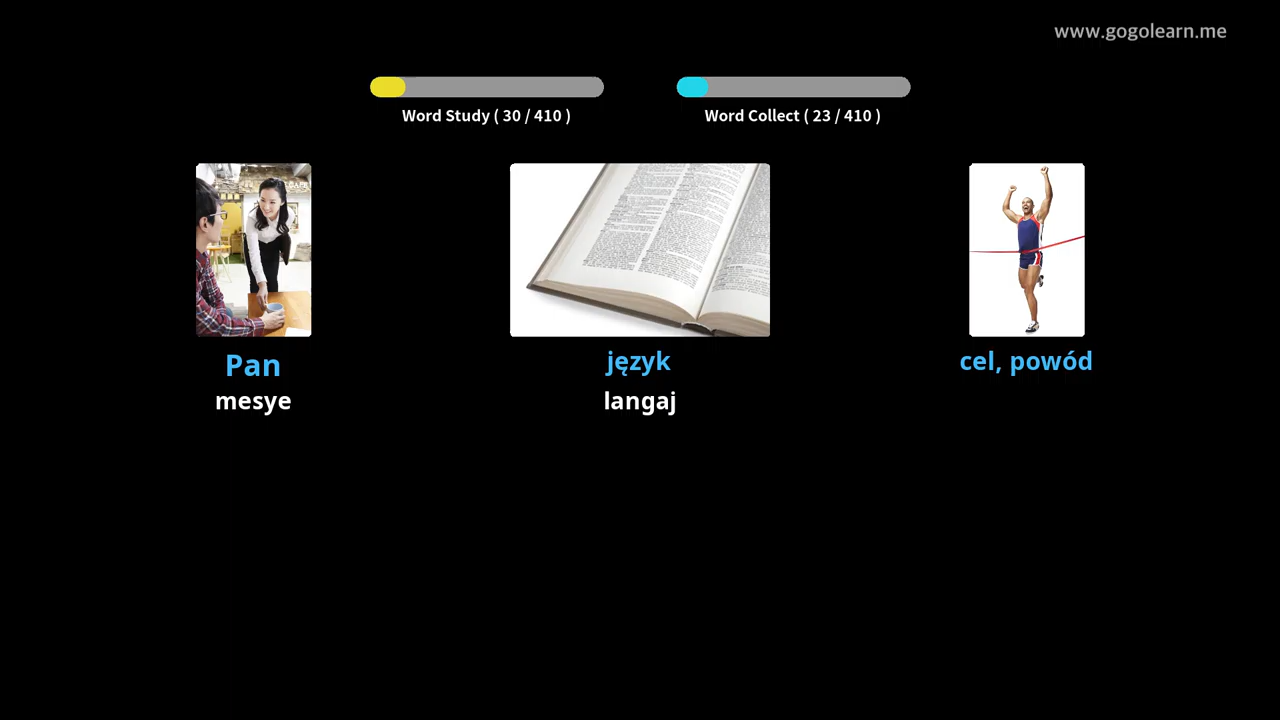 www.gogolearn.me
Word Study ( 30 / 410 )
Word Collect ( 23 / 410 )
Pan
mesye
język
langaj
cel, powód